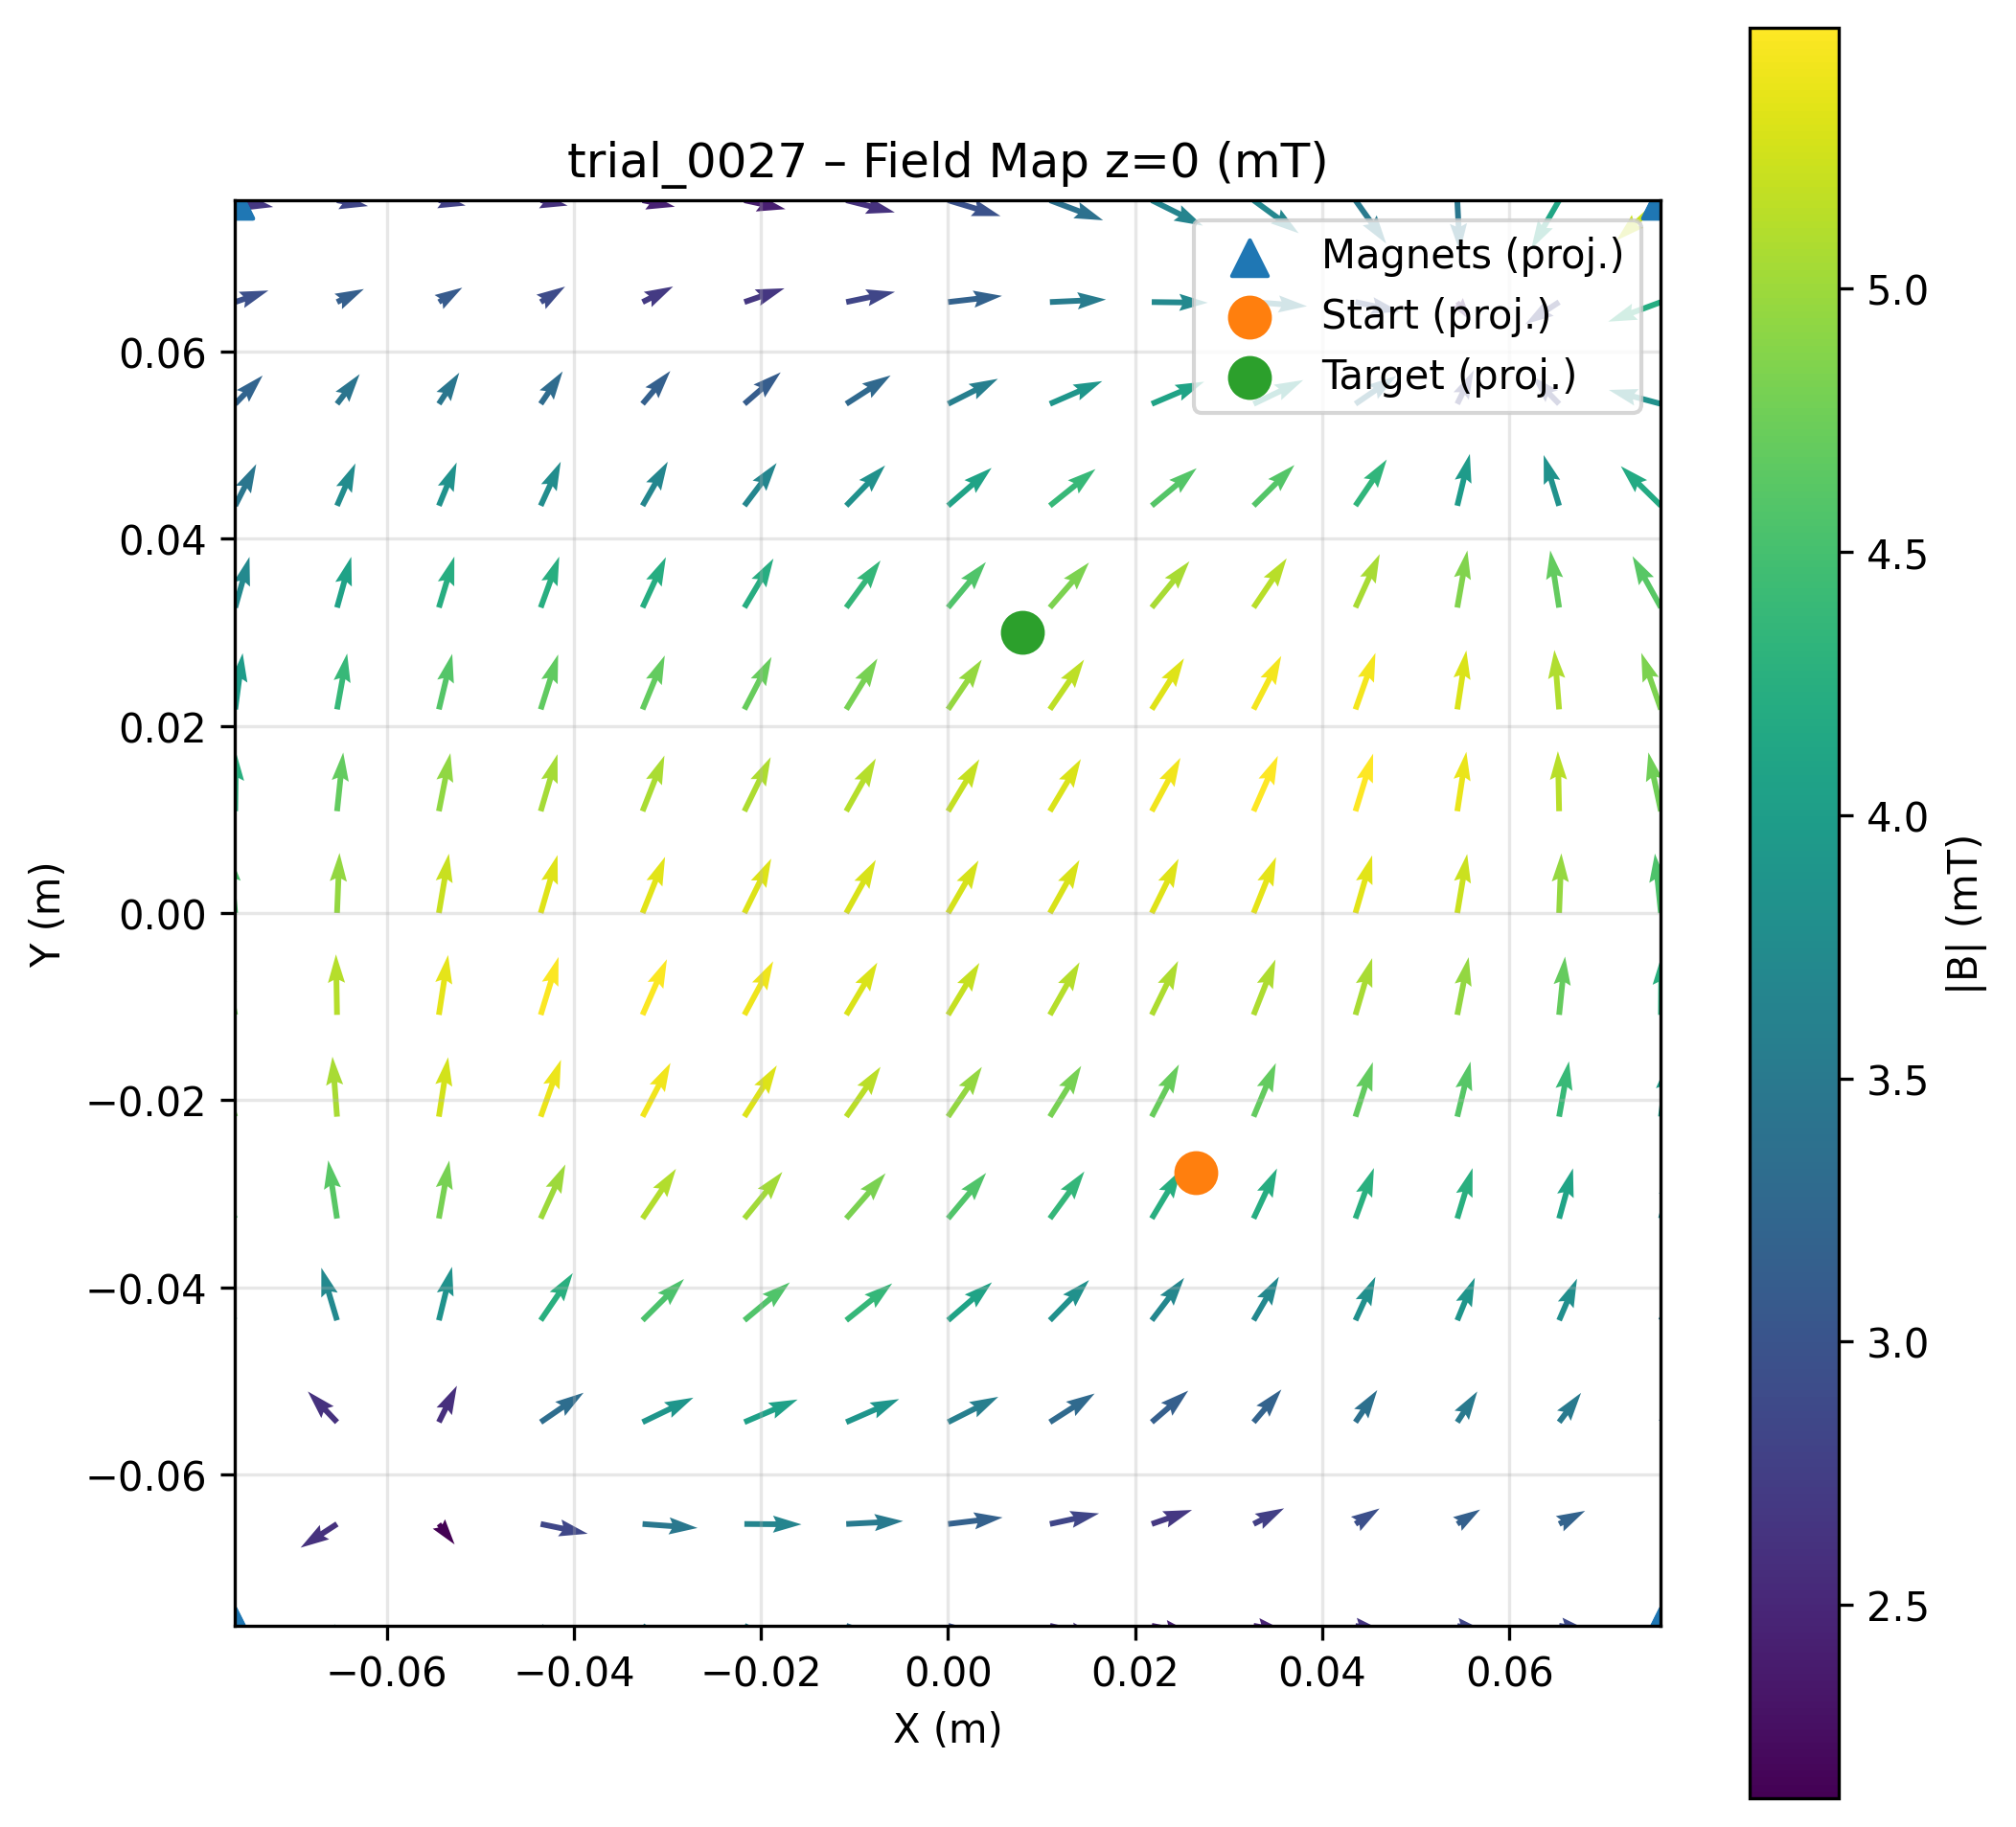 trial_0027 – Field Map z=0 (mT)
Magnets (proj.)
Start (proj.)
Target (proj.)
Y (m)
0.06
0.04
0.02
0.00
−0.02
−0.04
−0.06
−0.06 −0.04 −0.02 0.00 0.02 0.04 0.06
X (m)
5.0
4.5
4.0
3.5
3.0
2.5
|B| (mT)